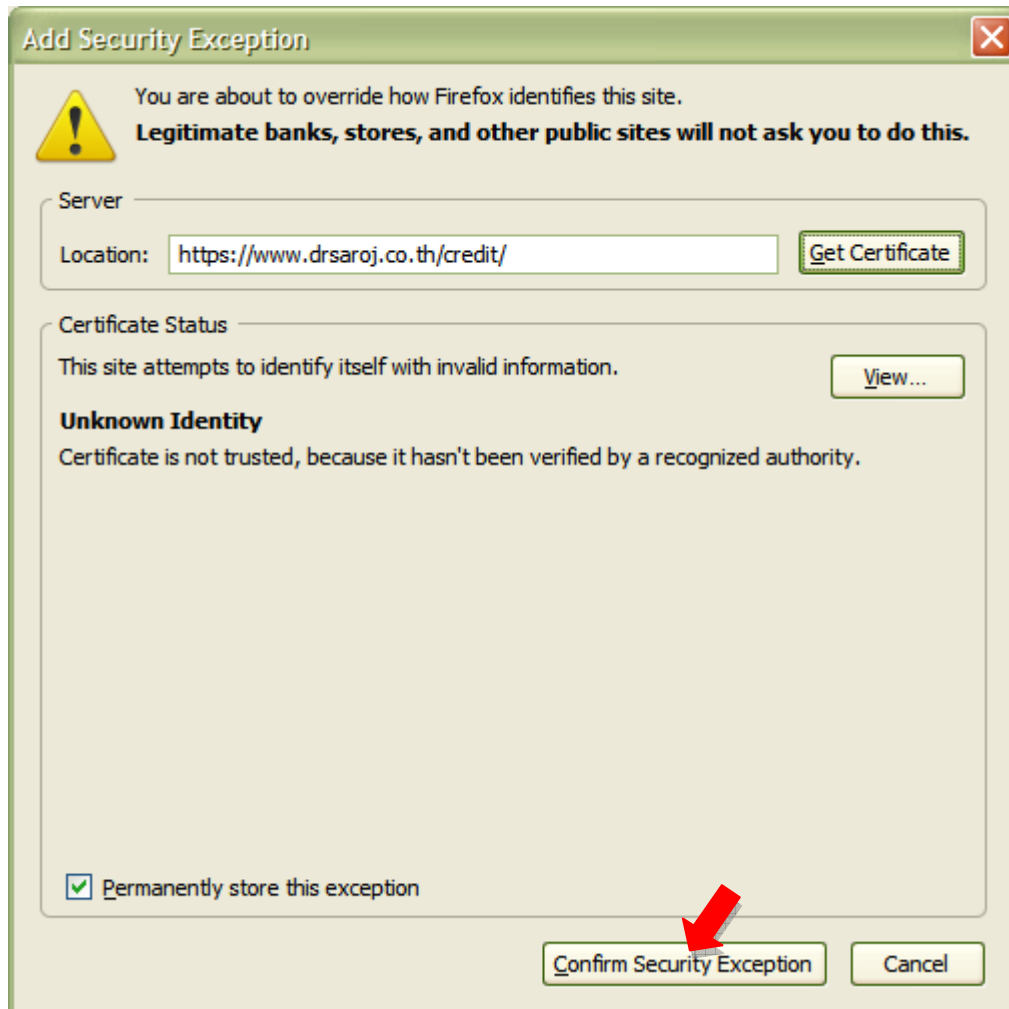 Add Security Exception
You are about to override how Firefox identifies this site.
Legitimate banks, stores, and other public sites will not ask you to do this.
Server
Location: https://www.drsaroj.co.th/credit/ Get Certificate
Certificate Status
This site attempts to identify itself with invalid information.
View...
Unknown Identity
Certificate is not trusted, because it hasn't been verified by a recognized authority.
Permanently store this exception
Confirm Security Exception Cancel